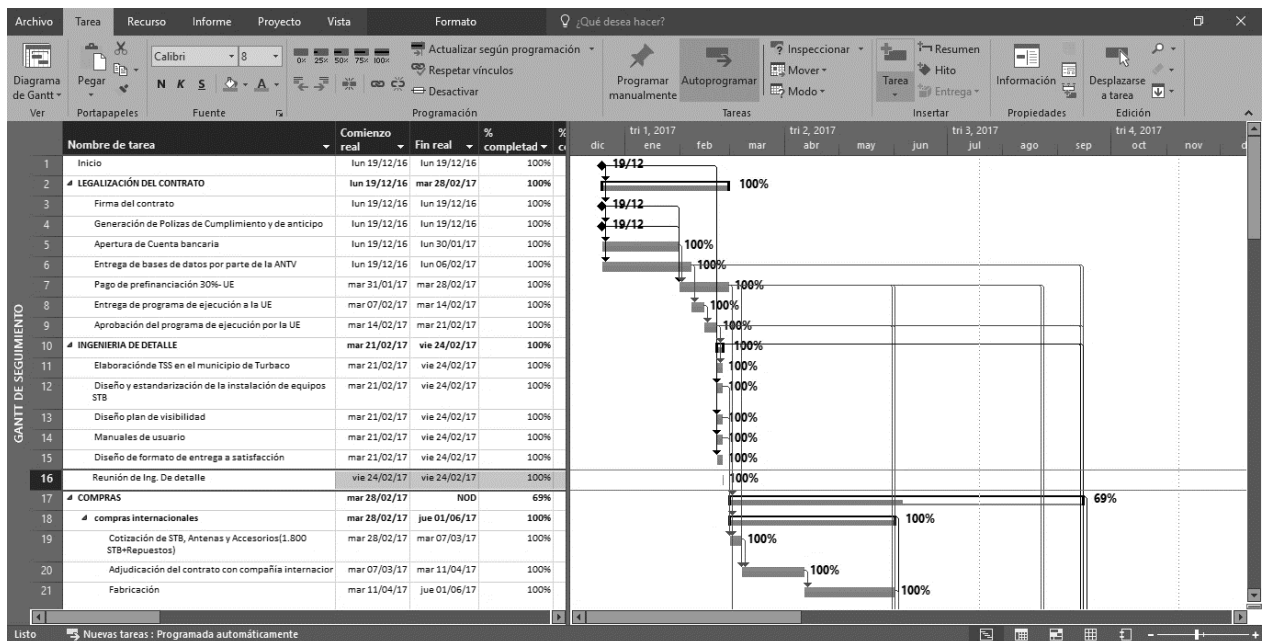 Archivo Tarea Recurso Informe Proyecto Vista Formato ¿Qué desea hacer?
Diagrama de Gantt
Ver
Pegar
Portapapeles
Calibri 8
N K S A
Fuente
0× 25× 50× 75× 100×
Actualizar según programación
Respetar vínculos
Desactivar
Programación
Programar manualmente
Autoprogramar
Inspeccionar
Mover
Modo
Tareas
Tarea
Resumen
Hito
Entrega
Insertar
Información
Propiedades
Desplazarse a tarea
Edición
GANTT DE SEGUIMIENTO
Nombre de tarea Comienzo real Fin real % completad %
tri 1, 2017 tri 2, 2017 tri 3, 2017 tri 4, 2017
dic ene feb mar abr may jun jul ago sep oct nov d
1 Inicio lun 19/12/16 lun 19/12/16 100% 19/12
2 LEGALIZACIÓN DEL CONTRATO lun 19/12/16 mar 28/02/17 100% 100%
3 Firma del contrato lun 19/12/16 lun 19/12/16 100% 19/12
4 Generación de Polizas de Cumplimiento y de anticipo lun 19/12/16 lun 19/12/16 100% 19/12
5 Apertura de Cuenta bancaria lun 19/12/16 lun 30/01/17 100% 100%
6 Entrega de bases de datos por parte de la ANTV lun 19/12/16 lun 06/02/17 100% 100%
7 Pago de prefinanciación 30%- UE mar 31/01/17 mar 28/02/17 100% 100%
8 Entrega de programa de ejecución a la UE mar 07/02/17 mar 14/02/17 100% 100%
9 Aprobación del programa de ejecución por la UE mar 14/02/17 mar 21/02/17 100% 100%
10 INGENIERIA DE DETALLE mar 21/02/17 vie 24/02/17 100% 100%
11 Elaboraciónde TSS en el municipio de Turbaco mar 21/02/17 vie 24/02/17 100% 100%
12 Diseño y estandarización de la instalación de equipos mar 21/02/17 vie 24/02/17 100% 100%
STB
13 Diseño plan de visibilidad mar 21/02/17 vie 24/02/17 100% 100%
14 Manuales de usuario mar 21/02/17 vie 24/02/17 100% 100%
15 Diseño de formato de entrega a satisfacción mar 21/02/17 vie 24/02/17 100% 100%
16 Reunión de Ing. De detalle vie 24/02/17 vie 24/02/17 100% 100%
17 COMPRAS mar 28/02/17 NOD 69% 69%
18 compras internacionales mar 28/02/17 jue 01/06/17 100% 100%
19 Cotización de STB, Antenas y Accesorios(1.800 mar 28/02/17 mar 07/03/17 100% 100%
STB+Repuestos)
20 Adjudicación del contrato con compañia internacior mar 07/03/17 mar 11/04/17 100% 100%
21 Fabricación mar 11/04/17 jue 01/06/17 100% 100%
Listo Nuevas tareas : Programada automáticamente